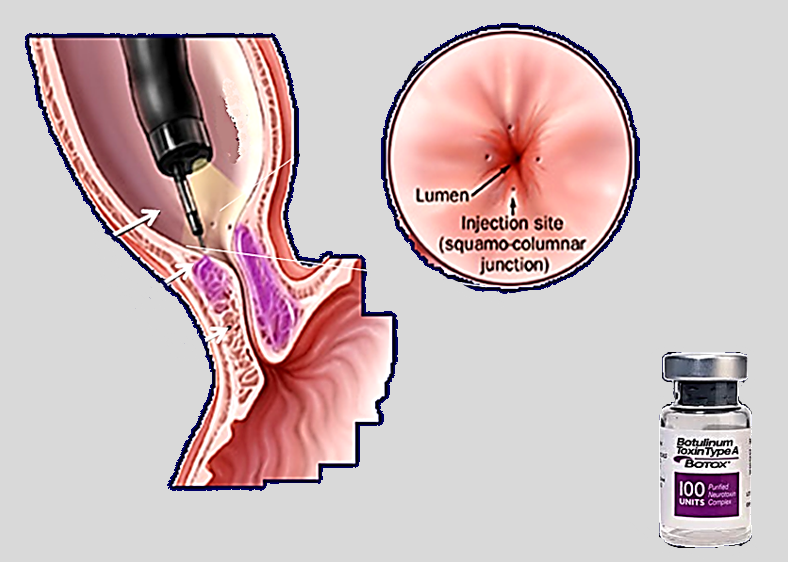 Lumen
Injection site
(squamo-columnar
junction)
Botulinum
Toxin Type A
BOTOX
100
UNITS
Purified
Neurotoxin
Complex